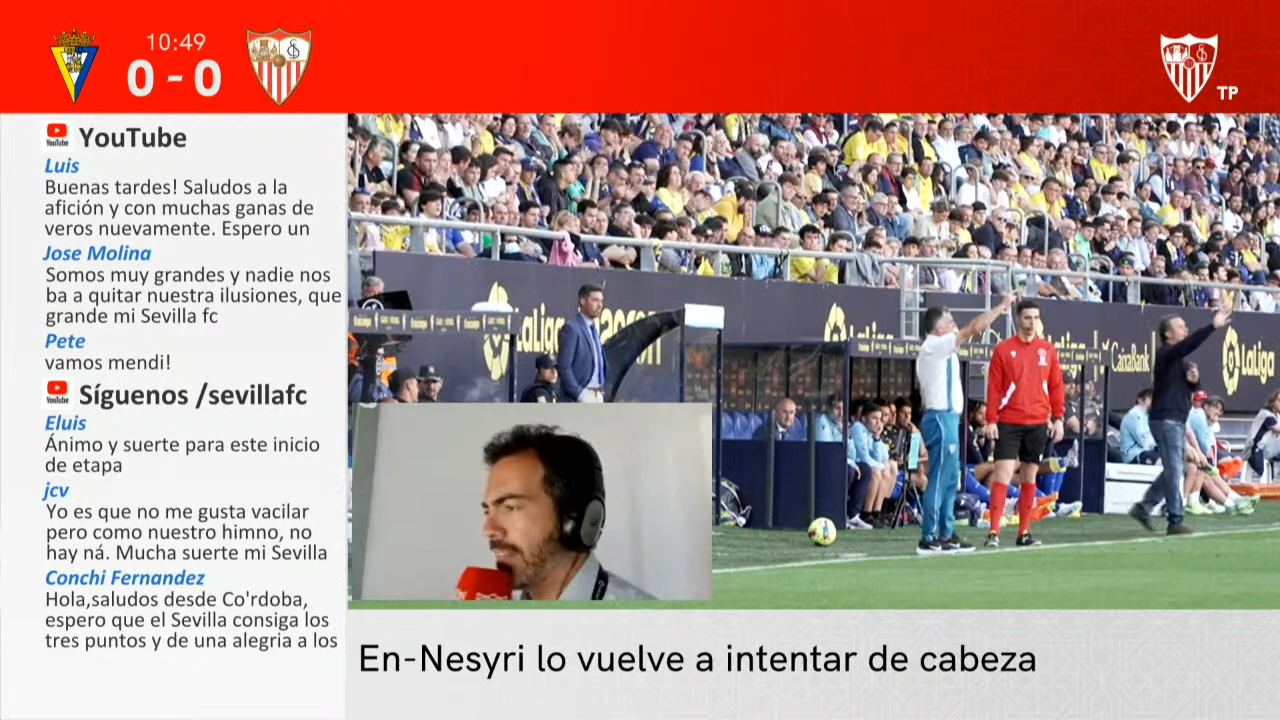 10:49
0 - 0
TP
YouTube
YouTube
Luis
Buenas tardes! Saludos a la
afición y con muchas ganas de
veros nuevamente. Espero un
Jose Molina
Somos muy grandes y nadie nos
ba a quitar nuestra ilusiones, que
grande mi Sevilla fc
Pete
vamos mendi!
YouTube
Síguenos /sevillafc
Eluis
Ánimo y suerte para este inicio
de etapa
jcv
Yo es que no me gusta vacilar
pero como nuestro himno, no
hay ná. Mucha suerte mi Sevilla
Conchi Fernandez
Hola,saludos desde Co'rdoba,
espero que el Sevilla consiga los
tres puntos y de una alegria a los
LaLiga
LaLiga
CaixaBank
LaLiga
En-Nesyri lo vuelve a intentar de cabeza